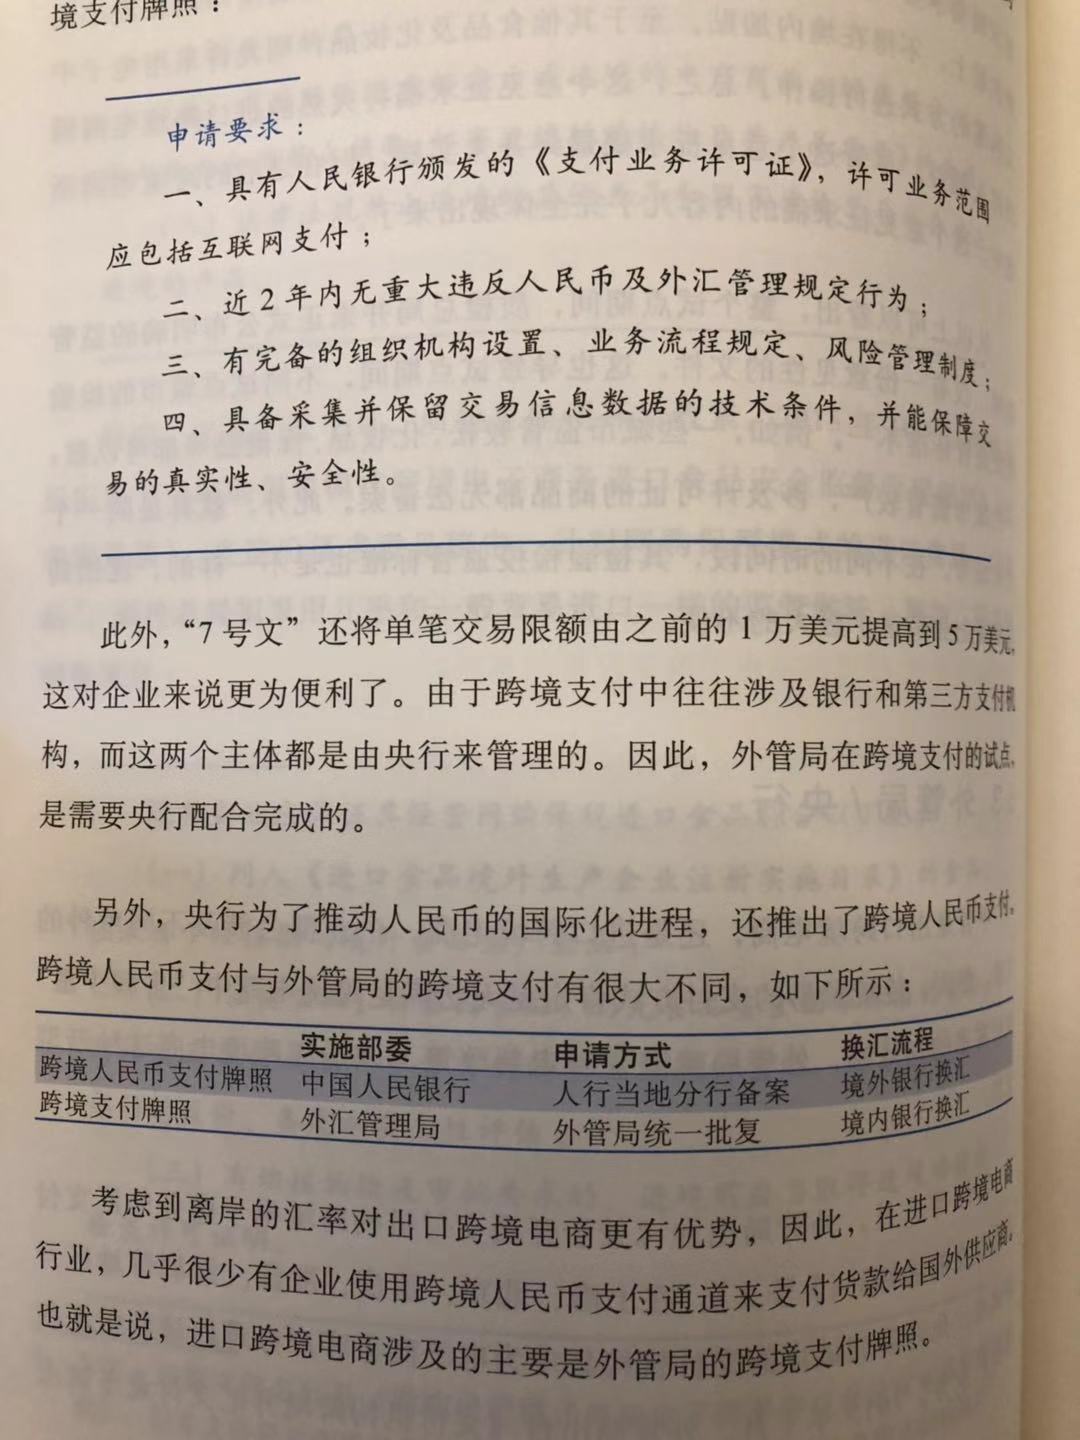 境支付牌照：
申请要求：
一、具有人民银行颁发的《支付业务许可证》，许可业务范围
应包括互联网支付；
二、近2年内无重大违反人民币及外汇管理规定行为；
三、有完备的组织机构设置、业务流程规定、风险管理制度；
四、具备采集并保留交易信息数据的技术条件，并能保障交
易的真实性、安全性。
此外，“7号文”还将单笔交易限额由之前的1万美元提高到5万美元，
这对企业来说更为便利了。由于跨境支付中往往涉及银行和第三方支付机
构，而这两个主体都是由央行来管理的。因此，外管局在跨境支付的试点，
是需要央行配合完成的。
另外，央行为了推动人民币的国际化进程，还推出了跨境人民币支付。
跨境人民币支付与外管局的跨境支付有很大不同，如下所示：
实施部委 申请方式 换汇流程
跨境人民币支付牌照 中国人民银行 人行当地分行备案 境外银行换汇
跨境支付牌照 外汇管理局 外管局统一批复 境内银行换汇
考虑到离岸的汇率对出口跨境电商更有优势，因此，在进口跨境电商
行业，几乎很少有企业使用跨境人民币支付通道来支付货款给国外供应商。
也就是说，进口跨境电商涉及的主要是外管局的跨境支付牌照。